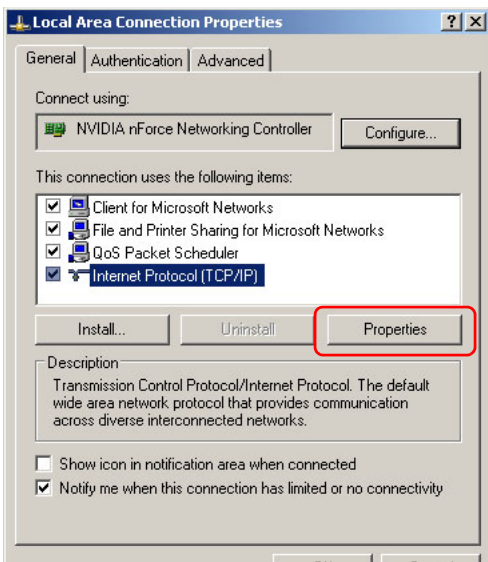 Local Area Connection Properties
General Authentication Advanced
Connect using:
NVIDIA nForce Networking Controller Configure...
This connection uses the following items:
Client for Microsoft Networks
File and Printer Sharing for Microsoft Networks
QoS Packet Scheduler
Internet Protocol (TCP/IP)
Install... Uninstall Properties
Description
Transmission Control Protocol/Internet Protocol. The default
wide area network protocol that provides communication
across diverse interconnected networks.
Show icon in notification area when connected
Notify me when this connection has limited or no connectivity